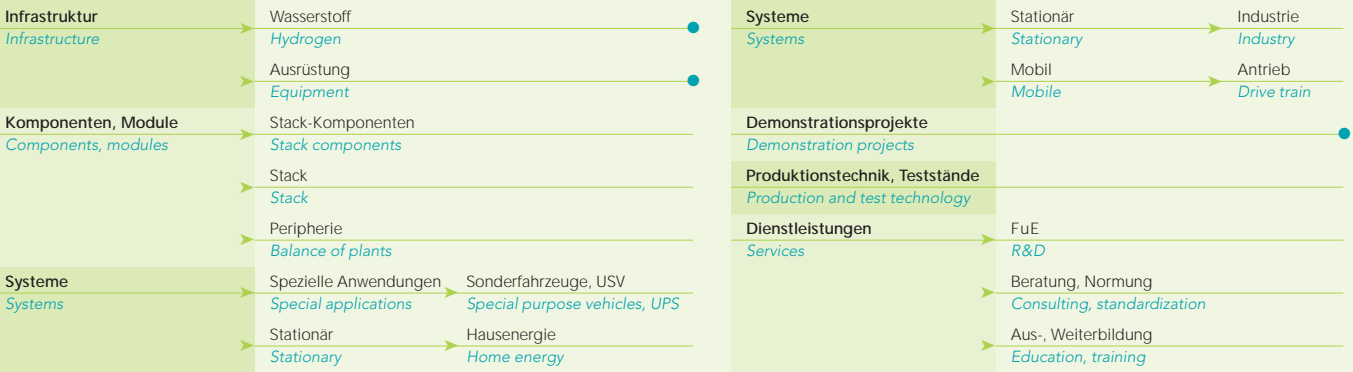 Infrastruktur
Infrastructure
Wasserstoff
Hydrogen
Ausrüstung
Equipment
Komponenten, Module
Components, modules
Stack-Komponenten
Stack components
Stack
Stack
Peripherie
Balance of plants
Systeme
Systems
Spezielle Anwendungen
Special applications
Sonderfahrzeuge, USV
Special purpose vehicles, UPS
Stationär
Stationary
Hausenergie
Home energy
Systeme
Systems
Stationär
Stationary
Industrie
Industry
Mobil
Mobile
Antrieb
Drive train
Demonstrationsprojekte
Demonstration projects
Produktionstechnik, Teststände
Production and test technology
Dienstleistungen
Services
FuE
R&D
Beratung, Normung
Consulting, standardization
Aus-, Weiterbildung
Education, training